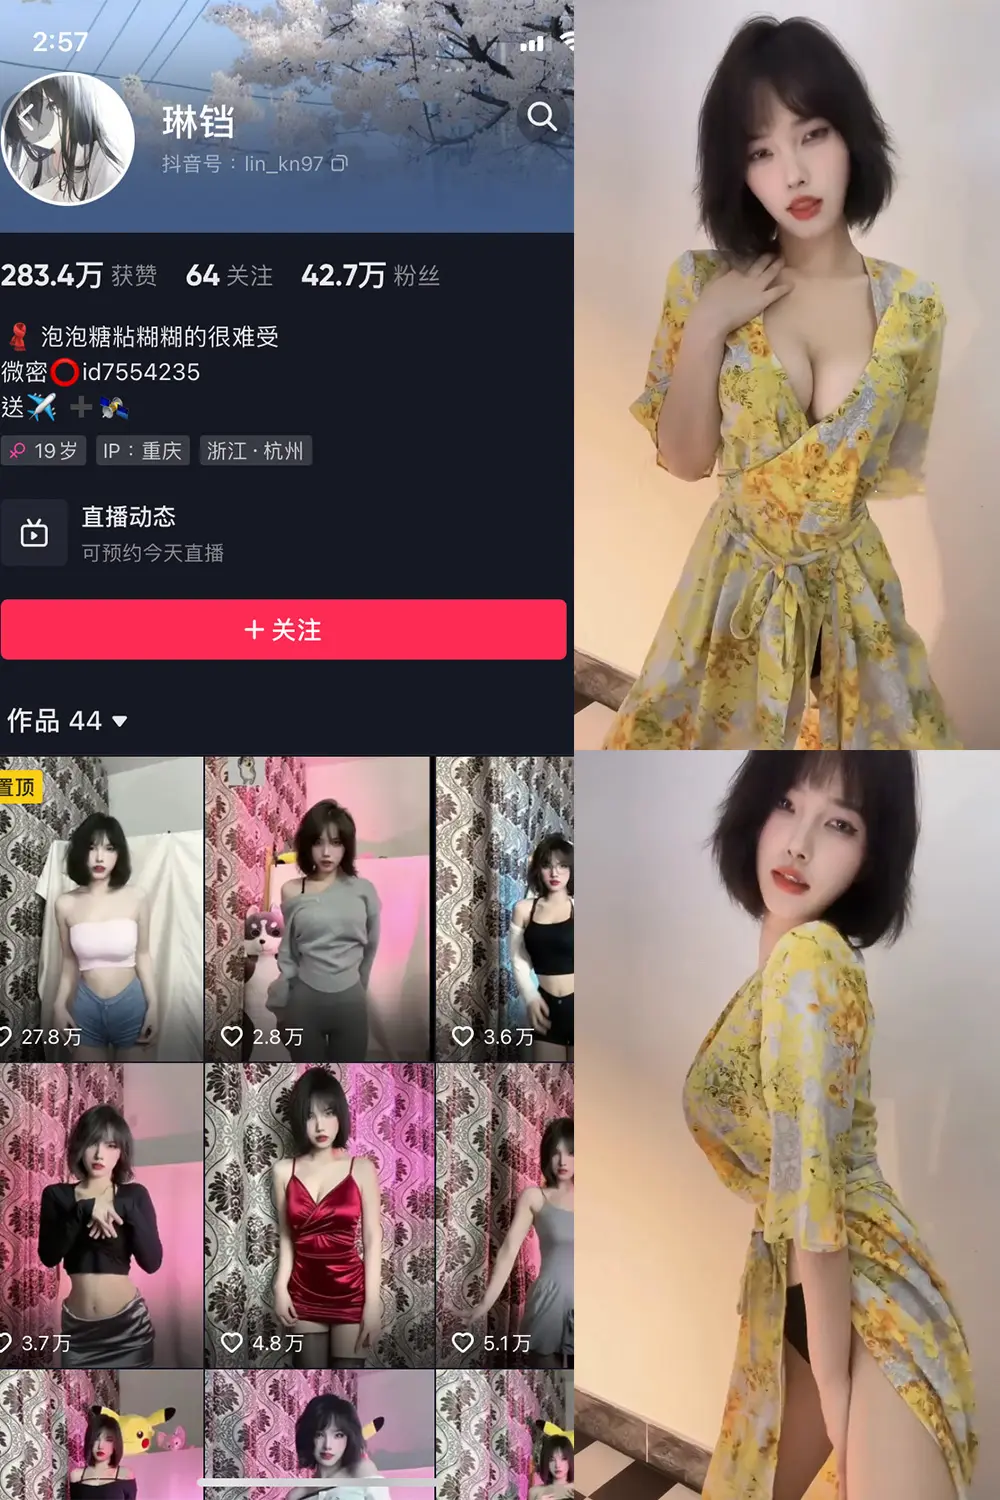 2:57
琳铛
抖音号：lin_kn97
283.4万 获赞 64 关注 42.7万 粉丝
泡泡糖粘糊糊的很难受
微密⭕id7554235
送✈️➕🛰️
19岁 IP：重庆 浙江·杭州
直播动态
可预约今天直播
+ 关注
作品 44
置顶
27.8万 2.8万 3.6万
3.7万 4.8万 5.1万